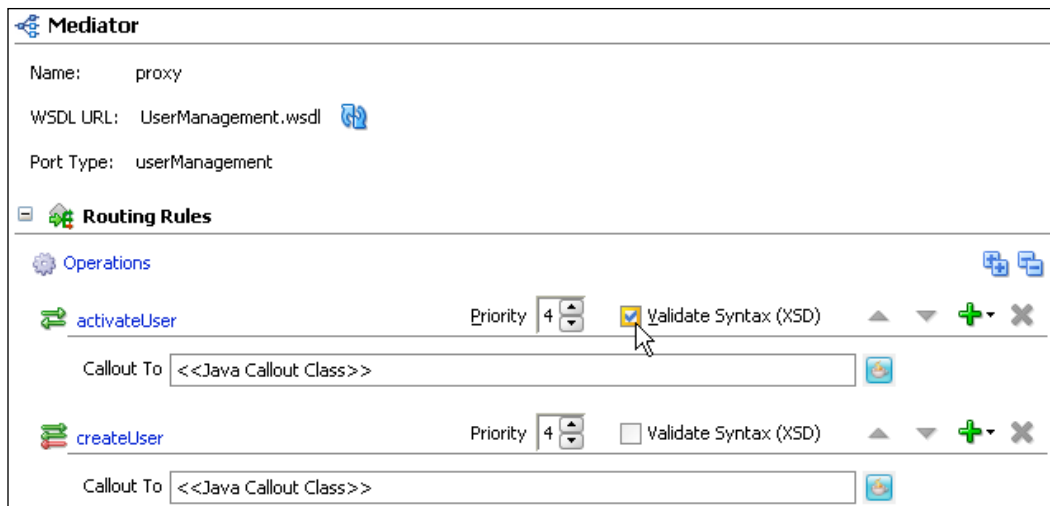 Mediator
Name: proxy
WSDL URL: UserManagement.wsdl
Port Type: userManagement
Routing Rules
Operations
activateUser Priority 4 Validate Syntax (XSD)
Callout To <<Java Callout Class>>
createUser Priority 4 Validate Syntax (XSD)
Callout To <<Java Callout Class>>